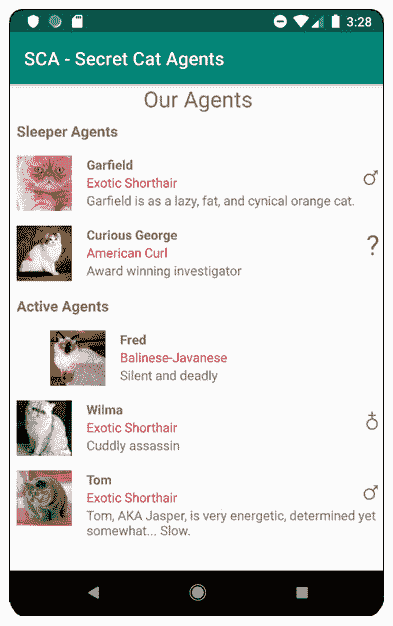 3:28
SCA - Secret Cat Agents
Our Agents
Sleeper Agents
Garfield
Exotic Shorthair
Garfield is as a lazy, fat, and cynical orange cat.
Curious George
American Curl
Award winning investigator
?
Active Agents
Fred
Balinese-Javanese
Silent and deadly
Wilma
Exotic Shorthair
Cuddly assassin
Tom
Exotic Shorthair
Tom, AKA Jasper, is very energetic, determined yet
somewhat... Slow.